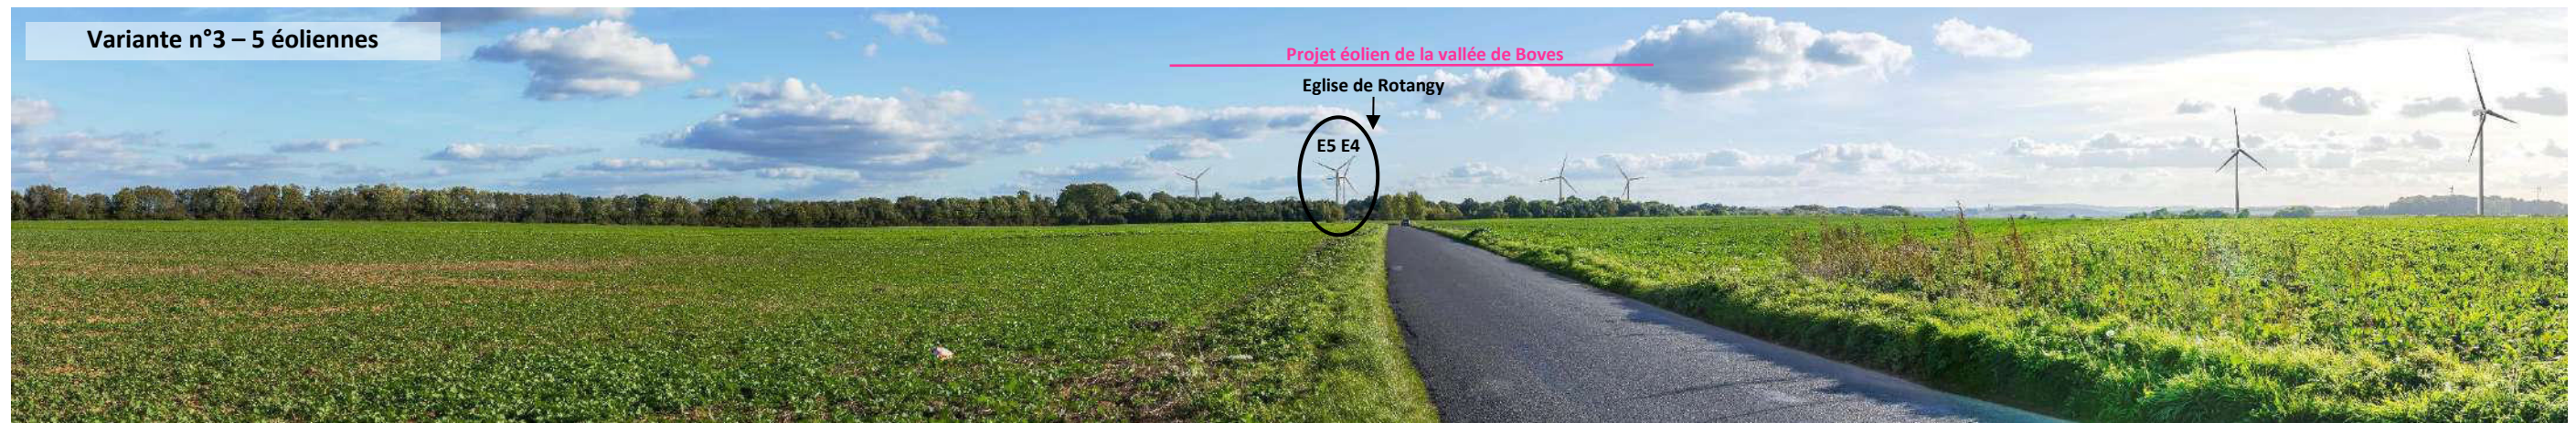 Variante n°3 – 5 éoliennes
Projet éolien de la vallée de Boves
Eglise de Rotangy
E5 E4